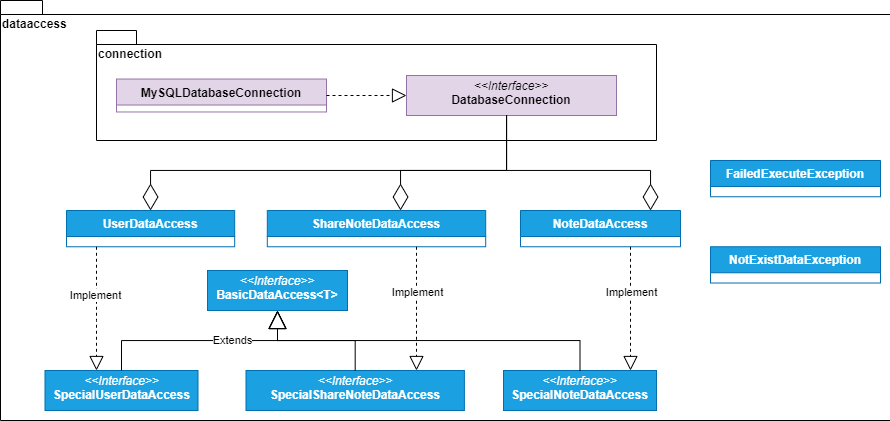 dataaccess
connection
MySQLDatabaseConnection
<<Interface>>
DatabaseConnection
FailedExecuteException
UserDataAccess
ShareNoteDataAccess
NoteDataAccess
NotExistDataException
<<Interface>>
BasicDataAccess<T>
Implement
Implement
Implement
Extends
<<Interface>>
SpecialUserDataAccess
<<Interface>>
SpecialShareNoteDataAccess
<<Interface>>
SpecialNoteDataAccess